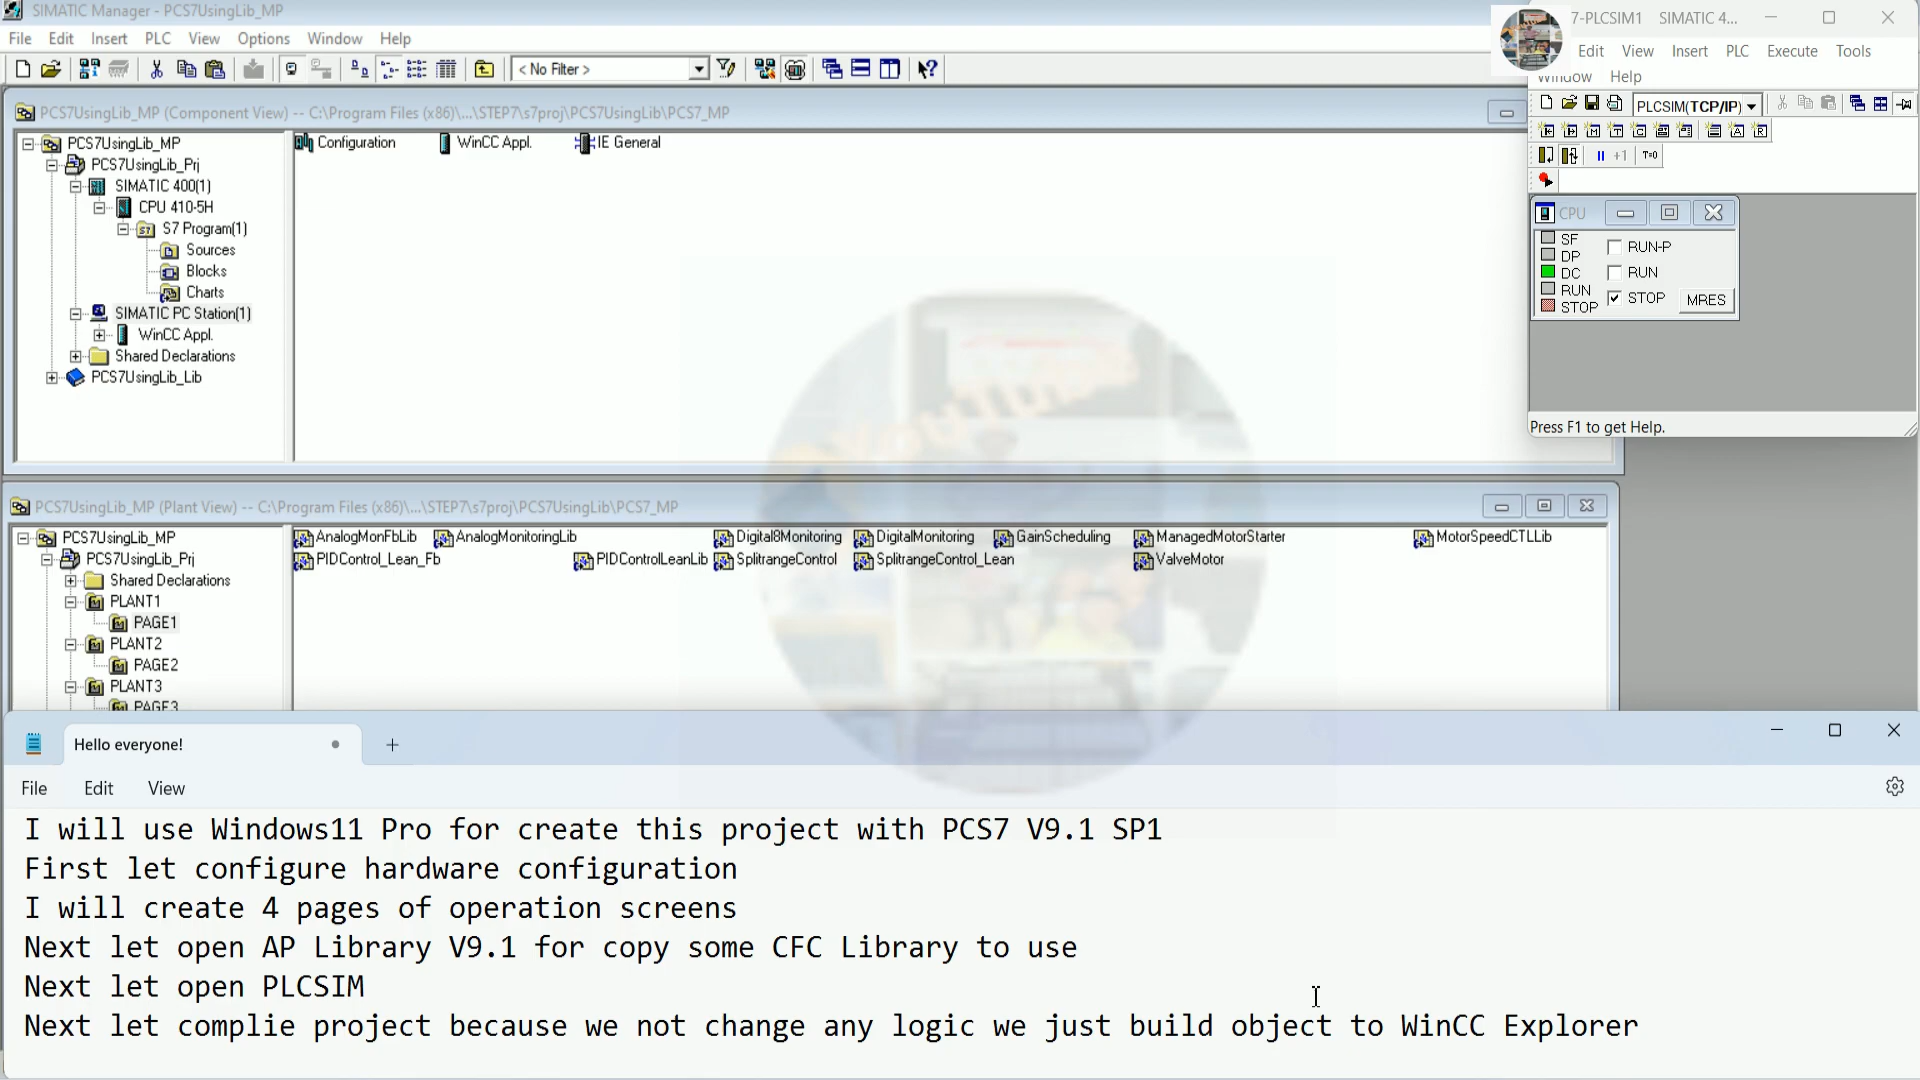 SIMATIC Manager - PCS7UsingLib_MP
File Edit Insert PLC View Options Window Help
< No Filter >
PCS7UsingLib_MP (Component View) -- C:\Program Files (x86)\...\STEP7\s7proj\PCS7UsingLib\PCS7_MP
PCS7UsingLib_MP
PCS7UsingLib_Prj
SIMATIC 400(1)
CPU 410-5H
S7 Program(1)
Sources
Blocks
Charts
SIMATIC PC Station(1)
WinCC Appl.
Shared Declarations
PCS7UsingLib_Lib
Configuration WinCC Appl. IE General
7-PLCSIM1 SIMATIC 4...
Edit View Insert PLC Execute Tools
Window Help
PLCSIM(TCP/IP)
+1 T=0
CPU
SF
DP
DC
RUN
STOP
RUN-P
RUN
STOP MRES
Press F1 to get Help.
PCS7UsingLib_MP (Plant View) -- C:\Program Files (x86)\...\STEP7\s7proj\PCS7UsingLib\PCS7_MP
PCS7UsingLib_MP
PCS7UsingLib_Prj
Shared Declarations
PLANT1
PAGE1
PLANT2
PAGE2
PLANT3
PAGE3
AnalogMonFbLib AnalogMonitoringLib Digital8Monitoring DigitalMonitoring GainScheduling ManagedMotorStarter MotorSpeedCTLLib
PIDControl_Lean_Fb PIDControlLeanLib SplitrangeControl SplitrangeControl_Lean ValveMotor
Hello everyone!
File Edit View
I will use Windows11 Pro for create this project with PCS7 V9.1 SP1
First let configure hardware configuration
I will create 4 pages of operation screens
Next let open AP Library V9.1 for copy some CFC Library to use
Next let open PLCSIM
Next let complie project because we not change any logic we just build object to WinCC Explorer